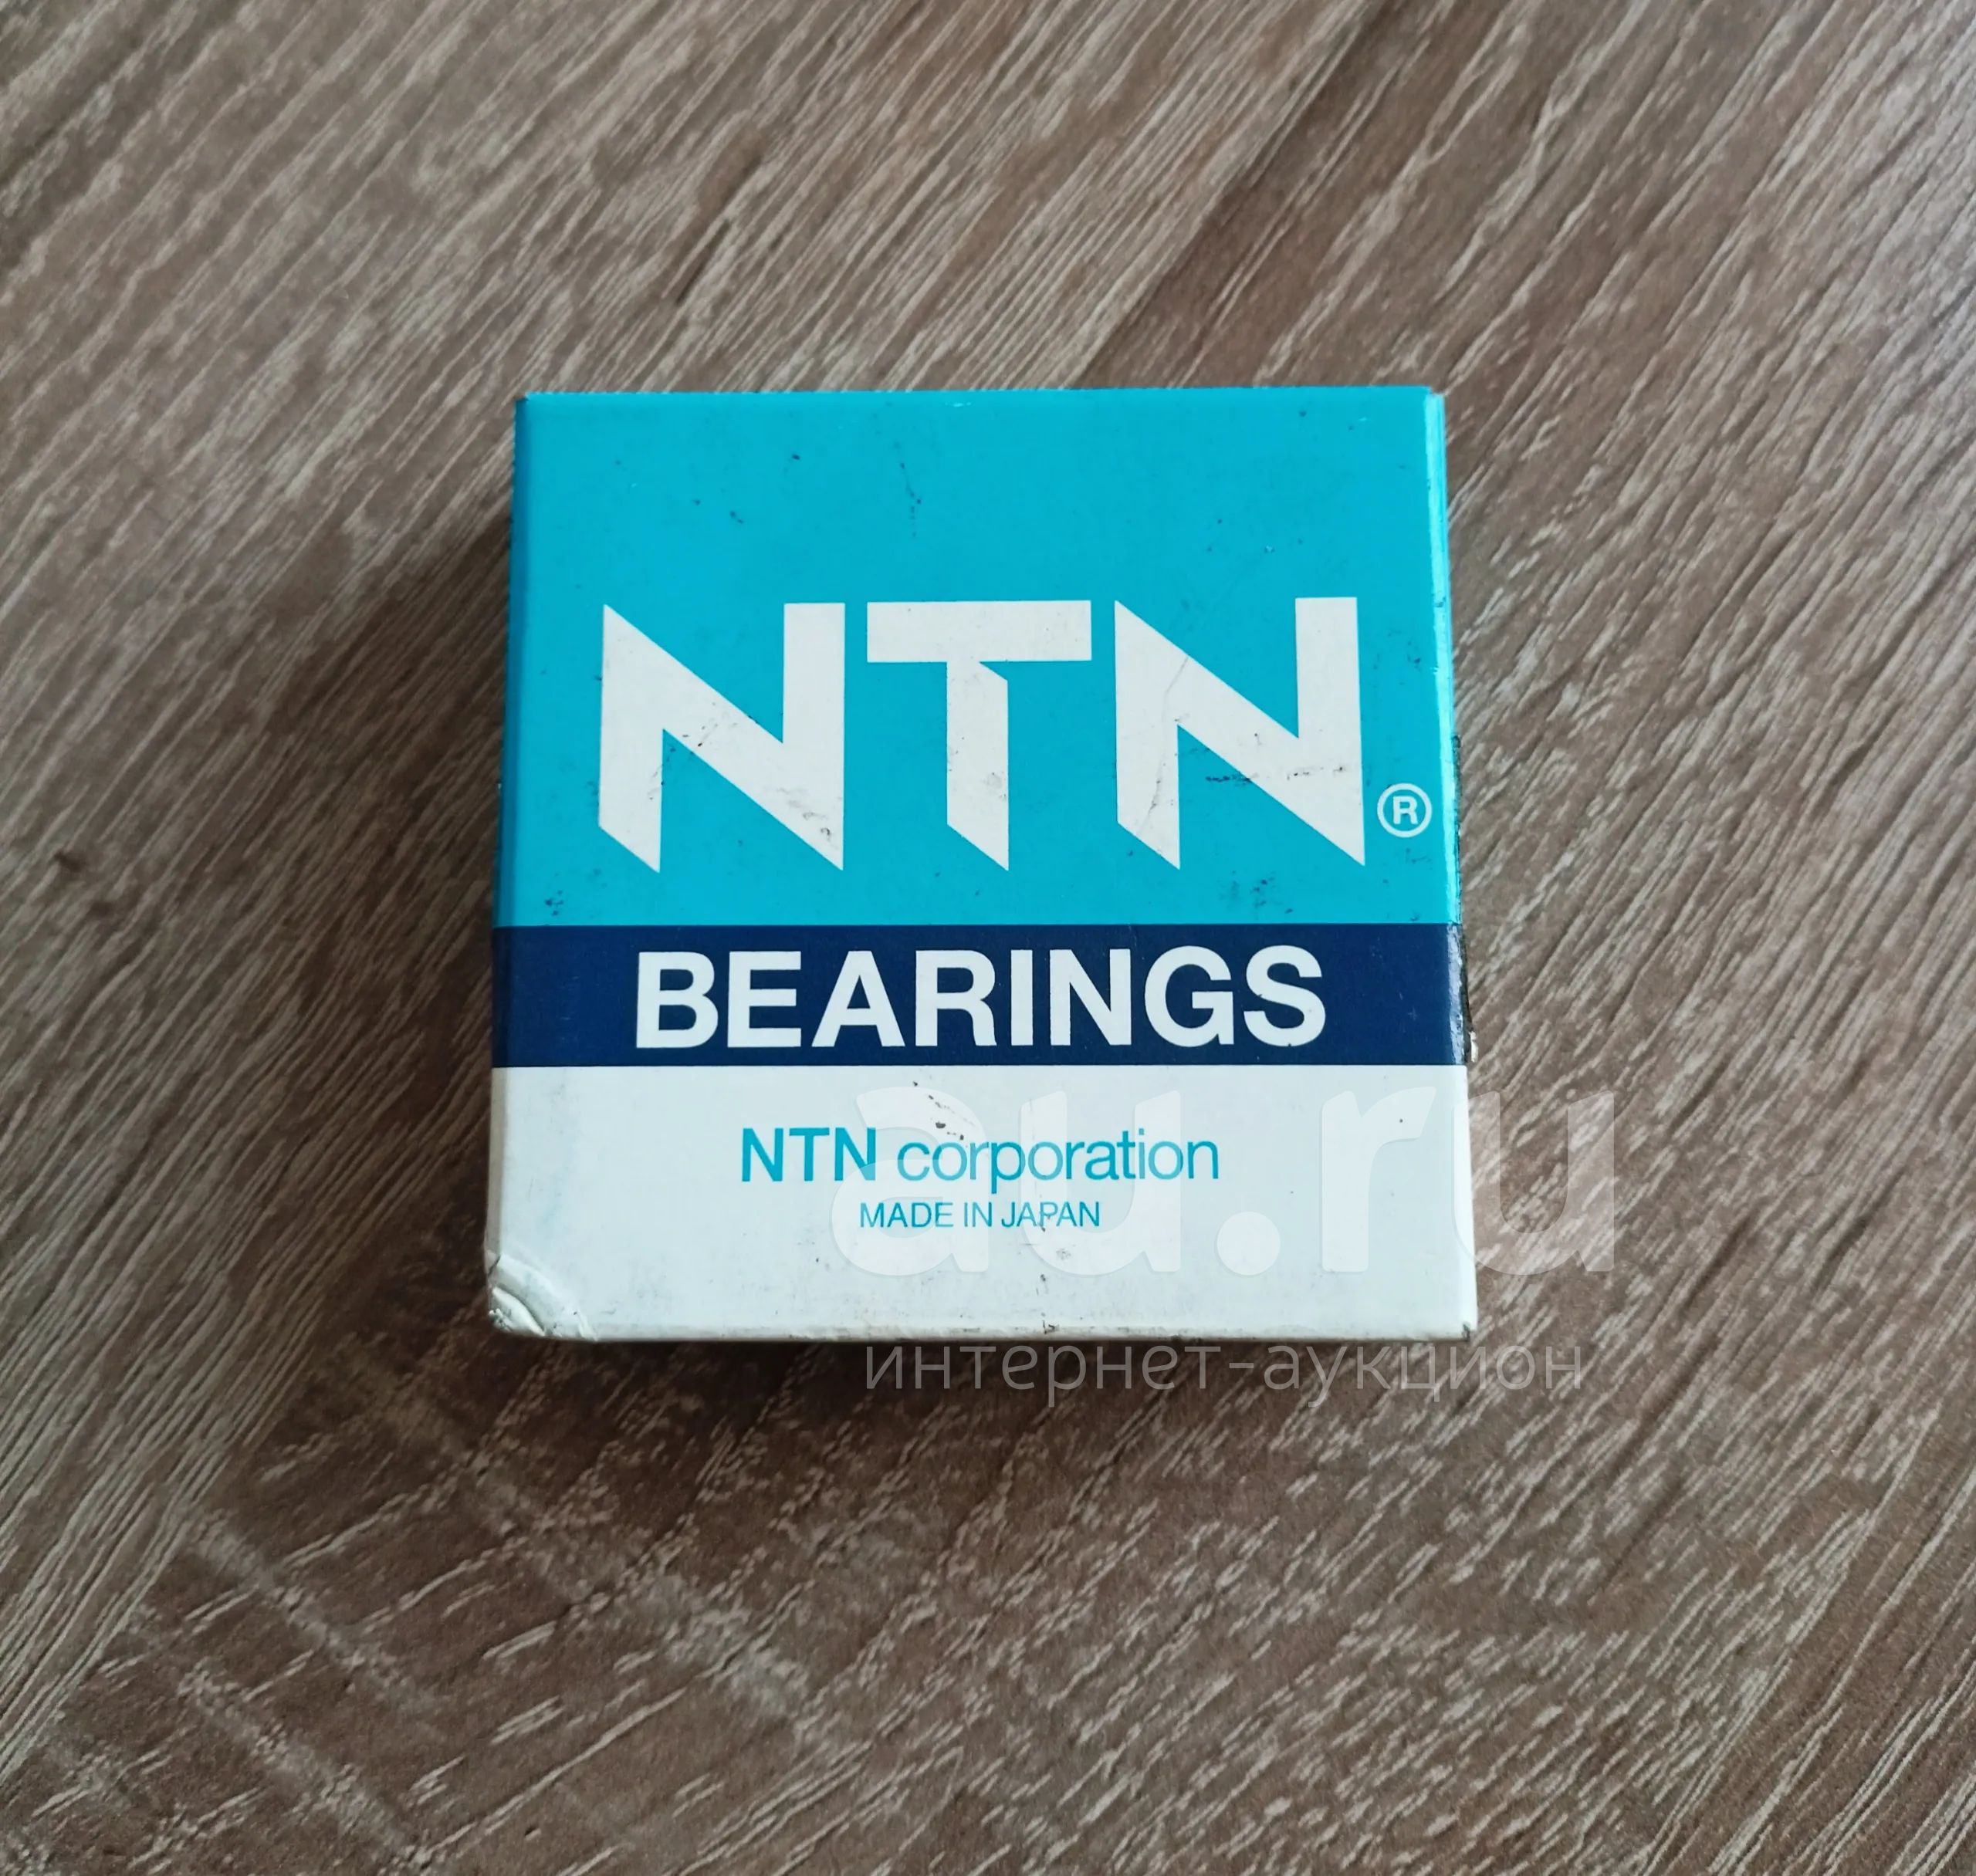 NTN®
BEARINGS
NTN corporation
MADE IN JAPAN
au.ru
интернет-аукцион